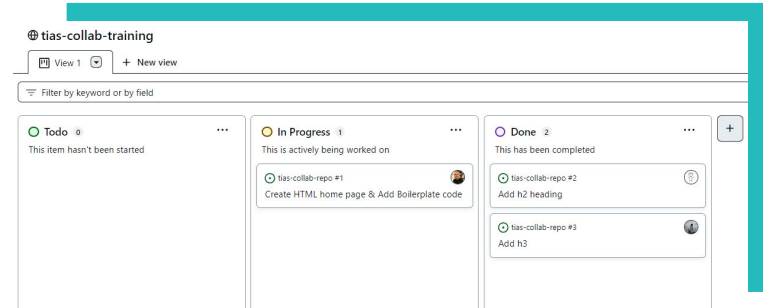 tias-collab-training
View 1
+ New view
Filter by keyword or by field
Todo 0 ...
This item hasn't been started
In Progress 1 ...
This is actively being worked on
tias-collab-repo #1
Create HTML home page & Add Boilerplate code
Done 2 ...
This has been completed
tias-collab-repo #2
Add h2 heading
tias-collab-repo #3
Add h3
+